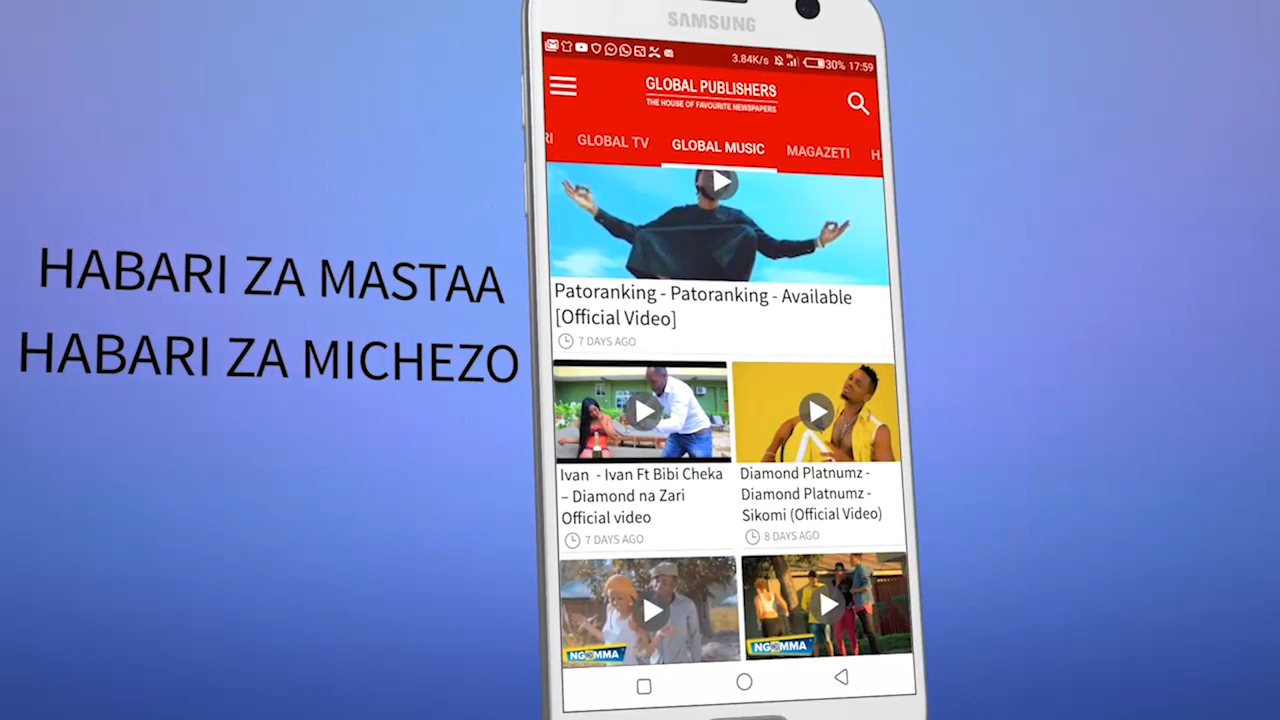 HABARI ZA MASTAA
HABARI ZA MICHEZO
SAMSUNG
3.84K/s 30% 17:59
GLOBAL PUBLISHERS
THE HOUSE OF FAVOURITE NEWSPAPERS
RI GLOBAL TV GLOBAL MUSIC MAGAZETI H
Patoranking - Patoranking - Available
[Official Video]
7 DAYS AGO
Ivan - Ivan Ft Bibi Cheka
– Diamond na Zari
Official video
7 DAYS AGO
Diamond Platnumz -
Diamond Platnumz -
Sikomi (Official Video)
8 DAYS AGO
NGOMMA
NGOMMA